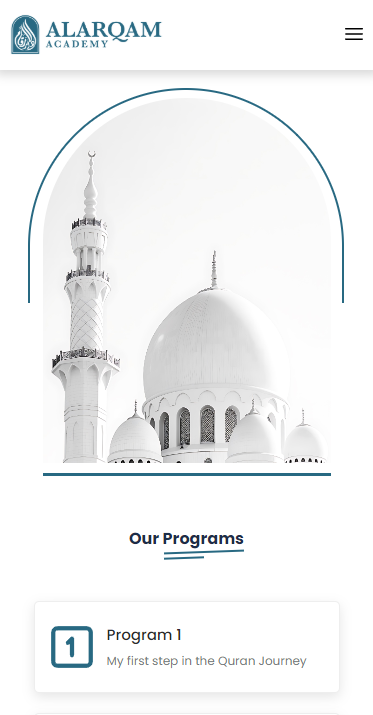 ALARQAM
ACADEMY
Our Programs
1
Program 1
My first step in the Quran Journey